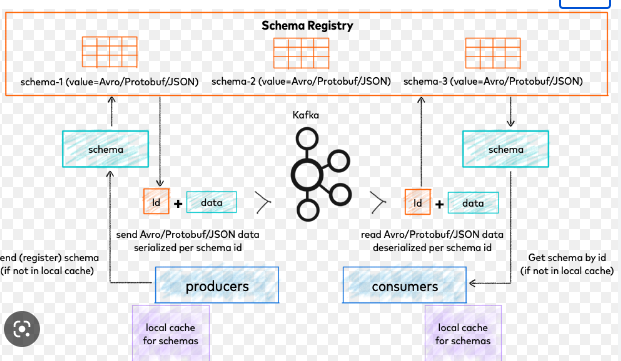 Schema Registry
schema-1 (value=Avro/Protobuf/JSON)
schema-2 (value=Avro/Protobuf/JSON)
schema-3 (value=Avro/Protobuf/JSON)
Kafka
schema
schema
Id + data
Id + data
send Avro/Protobuf/JSON data
serialized per schema id
read Avro/Protobuf/JSON data
deserialized per schema id
end (register) schema
(if not in local cache)
Get schema by id
(if not in local cache)
producers
consumers
local cache
for schemas
local cache
for schemas